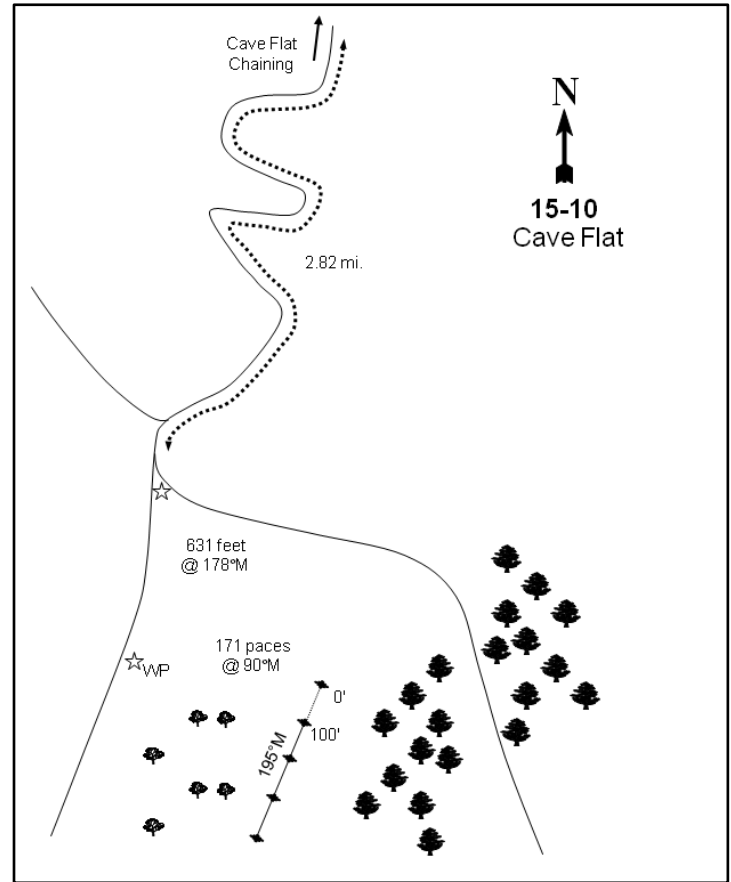 Cave Flat
Chaining
N
15-10
Cave Flat
2.82 mi.
631 feet
@ 178°M
171 paces
@ 90°M
WP
0'
100'
195°M